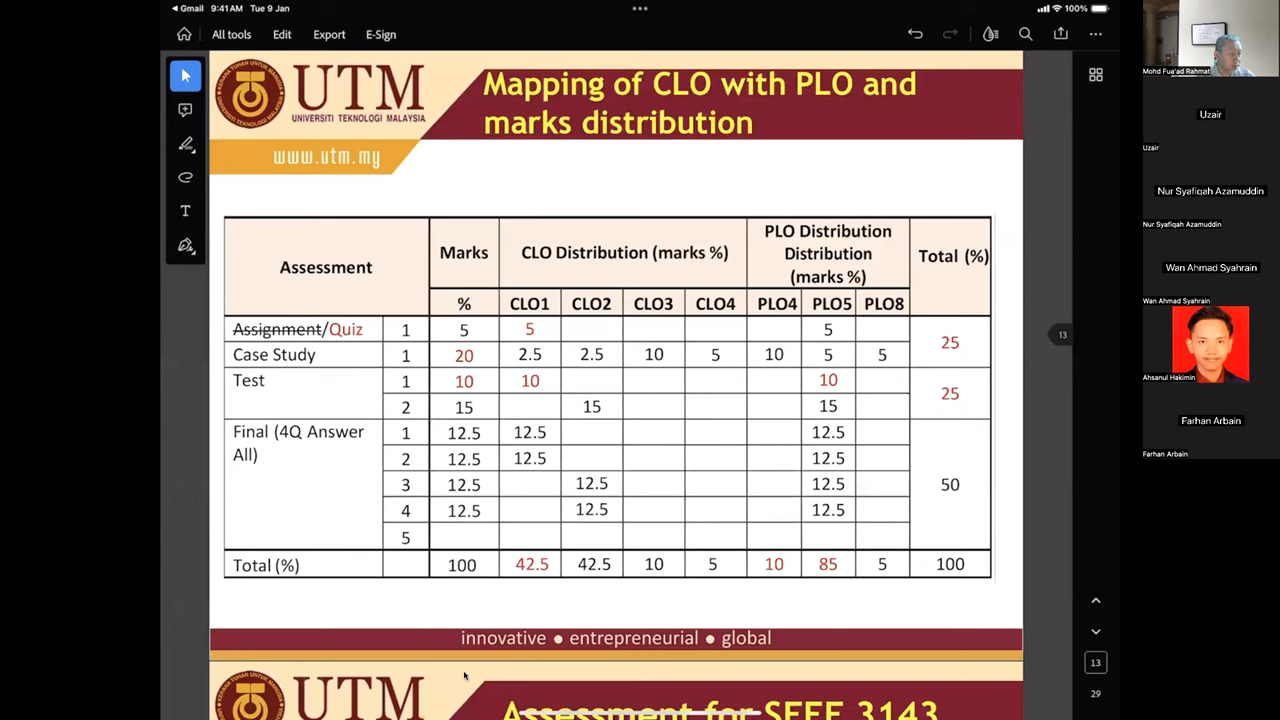 Gmail 9:41 AM Tue 9 Jan 100%
All tools Edit Export E-Sign
UTM
UNIVERSITI TEKNOLOGI MALAYSIA
www.utm.my
Mapping of CLO with PLO and
marks distribution
Assessment Marks CLO Distribution (marks %) PLO Distribution
Distribution
(marks %) Total (%)
% CLO1 CLO2 CLO3 CLO4 PLO4 PLO5 PLO8
Assignment/Quiz 1 5 5 5 25
Case Study 1 20 2.5 2.5 10 5 10 5 5
Test 1 10 10 10 25
2 15 15 15
Final (4Q Answer
All) 1 12.5 12.5 12.5 50
2 12.5 12.5 12.5
3 12.5 12.5 12.5
4 12.5 12.5 12.5
5
Total (%) 100 42.5 42.5 10 5 10 85 5 100
innovative ● entrepreneurial ● global
UTM
Assessment for SEEE 3143
13
13
29
Mohd Fua'ad Rahmat
Uzair
Uzair
Nur Syafiqah Azamuddin
Nur Syafiqah Azamuddin
Wan Ahmad Syahrain
Wan Ahmad Syahrain
Ahsanul Hakimin
Farhan Arbain
Farhan Arbain